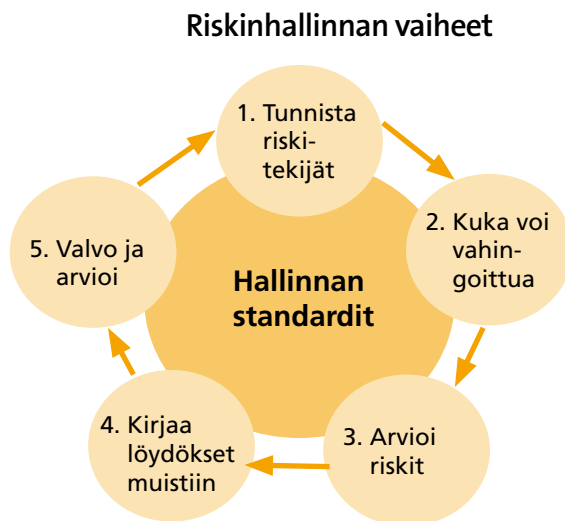 Riskinhallinnan vaiheet
1. Tunnista
riski-
tekijät
2. Kuka voi
vahin-
goittua
3. Arvioi
riskit
4. Kirjaa
löydökset
muistiin
5. Valvo ja
arvioi
Hallinnan
standardit